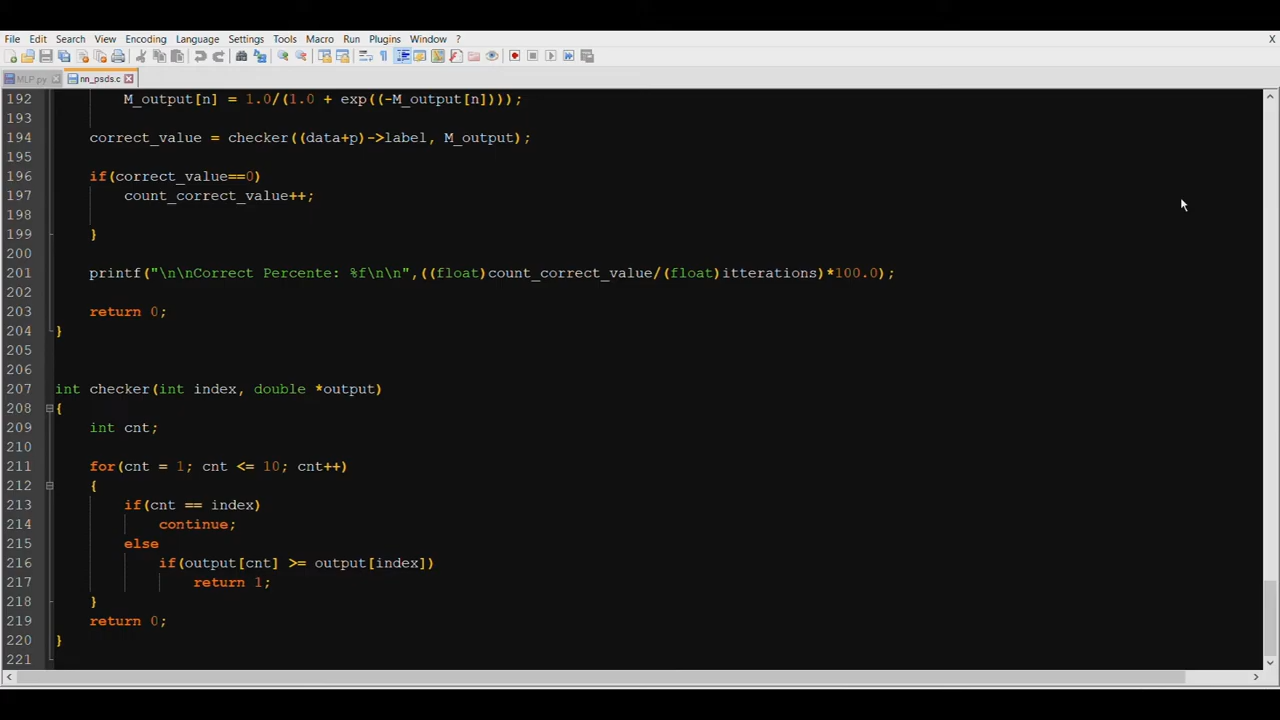 File Edit Search View Encoding Language Settings Tools Macro Run Plugins Window ? X
MLP.py nn_psds.c
192 M_output[n] = 1.0/(1.0 + exp((-M_output[n])));
193
194 correct_value = checker((data+p)->label, M_output);
195
196 if(correct_value==0)
197 count_correct_value++;
198
199 }
200
201 printf("\n\nCorrect Percente: %f\n\n",((float)count_correct_value/(float)itterations)*100.0);
202
203 return 0;
204 }
205
206
207 int checker(int index, double *output)
208 {
209 int cnt;
210
211 for(cnt = 1; cnt <= 10; cnt++)
212 {
213 if(cnt == index)
214 continue;
215 else
216 if(output[cnt] >= output[index])
217 return 1;
218 }
219 return 0;
220 }
221